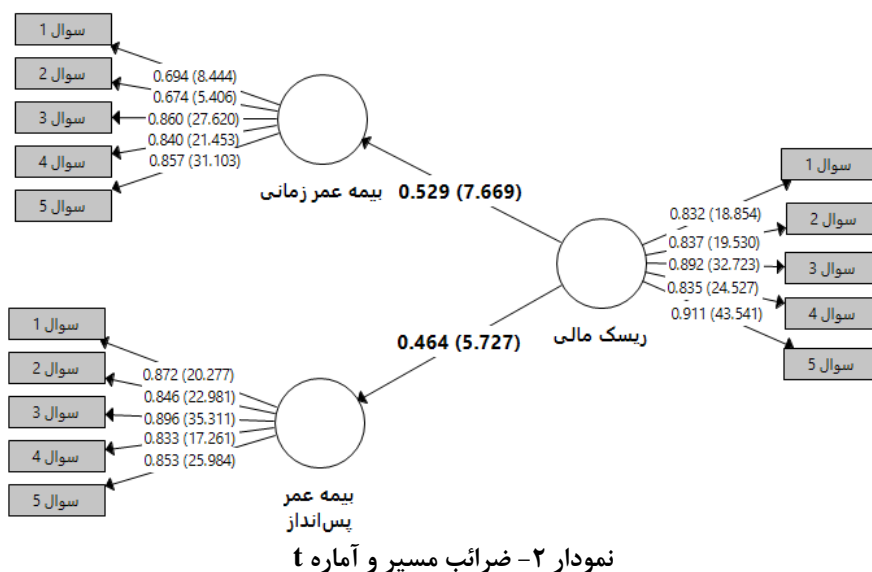 سوال 1
سوال 2
سوال 3
سوال 4
سوال 5
0.694 (8.444)
0.674 (5.406)
0.860 (27.620)
0.840 (21.453)
0.857 (31.103)
بیمه عمر زمانی
0.529 (7.669)
سوال 1
سوال 2
سوال 3
سوال 4
سوال 5
0.832 (18.854)
0.837 (19.530)
0.892 (32.723)
0.835 (24.527)
0.911 (43.541)
ریسک مالی
0.464 (5.727)
سوال 1
سوال 2
سوال 3
سوال 4
سوال 5
0.872 (20.277)
0.846 (22.981)
0.896 (35.311)
0.833 (17.261)
0.853 (25.984)
بیمه عمر
پس‌انداز
نمودار ۲- ضرائب مسیر و آماره t